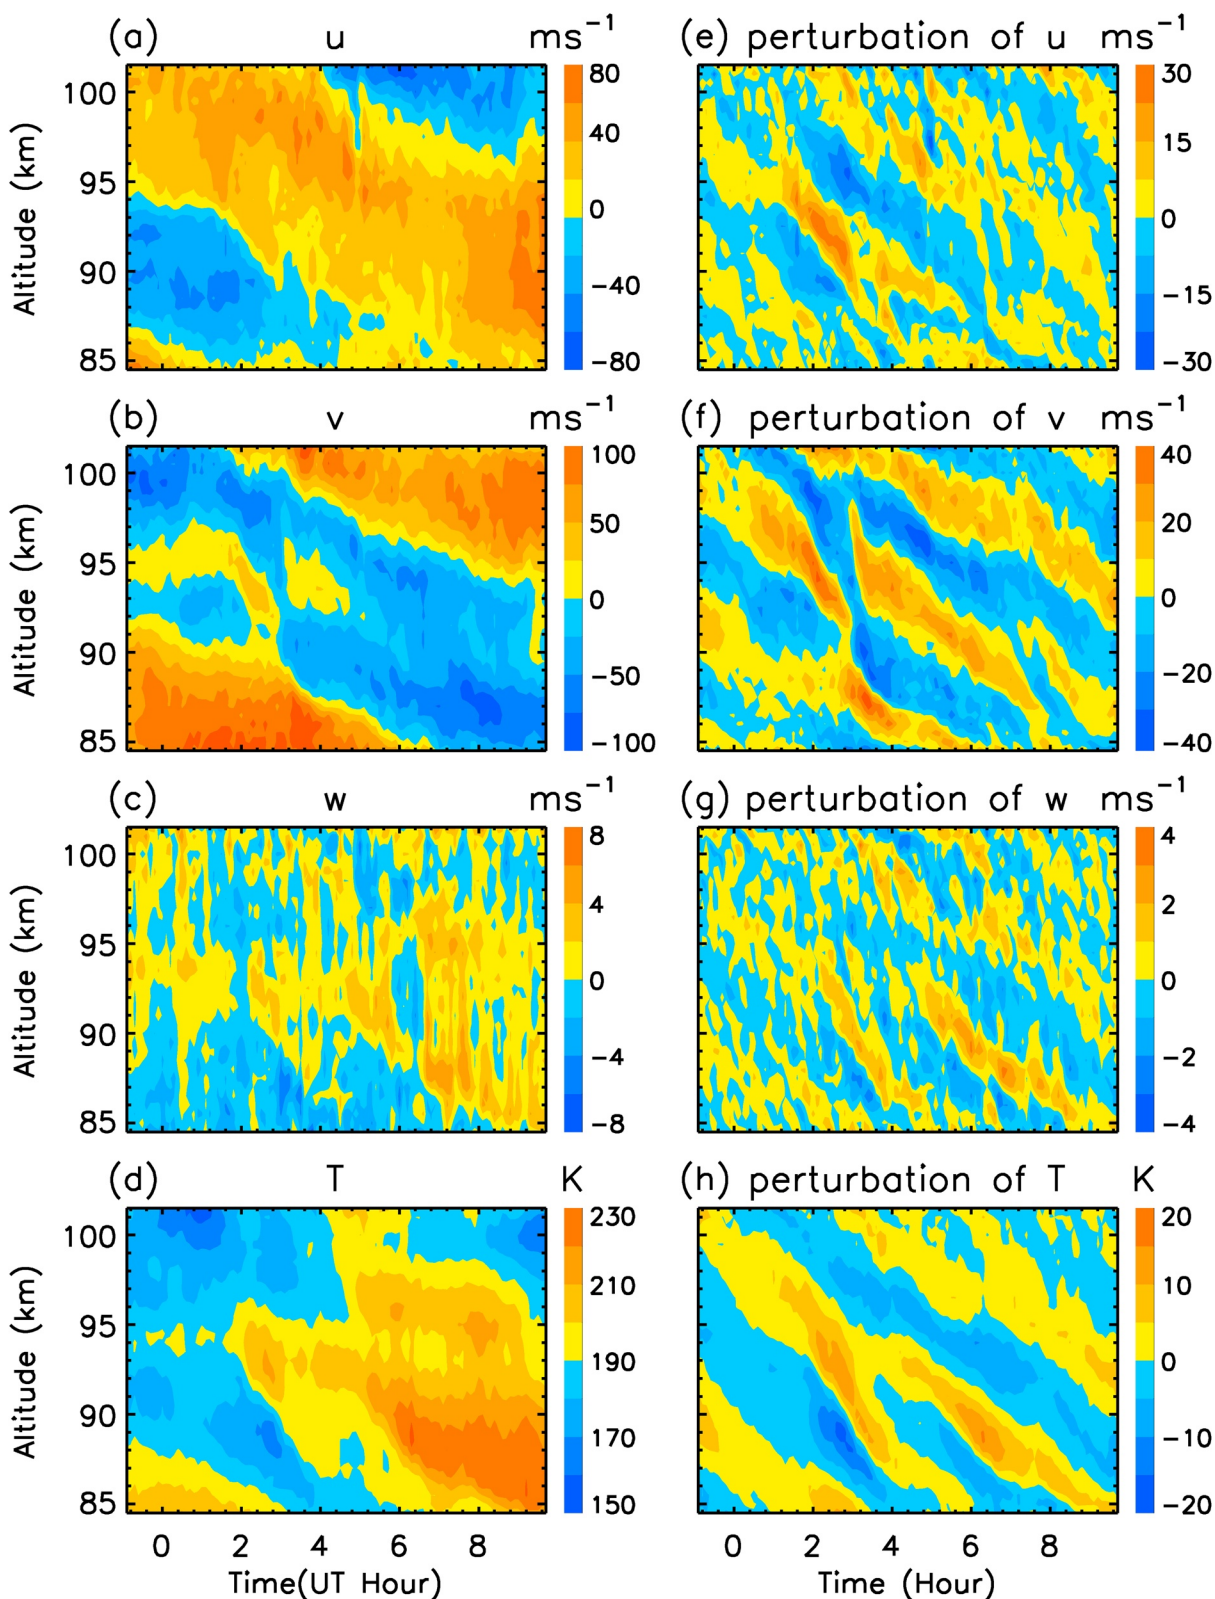 (a) u ms−1 (e) perturbation of u ms−1
100 80 30
95 40 15
90 0 0
85 −40 −15
−80 −30
Altitude (km)
(b) v ms−1 (f) perturbation of v ms−1
100 100 40
95 50 20
90 0 0
85 −50 −20
−100 −40
Altitude (km)
(c) w ms−1 (g) perturbation of w ms−1
100 8 4
95 4 2
90 0 0
85 −4 −2
−8 −4
Altitude (km)
(d) T K (h) perturbation of T K
100 230 20
95 210 10
90 190 0
85 170 −10
150 −20
Altitude (km)
0 2 4 6 8 0 2 4 6 8
Time(UT Hour) Time (Hour)